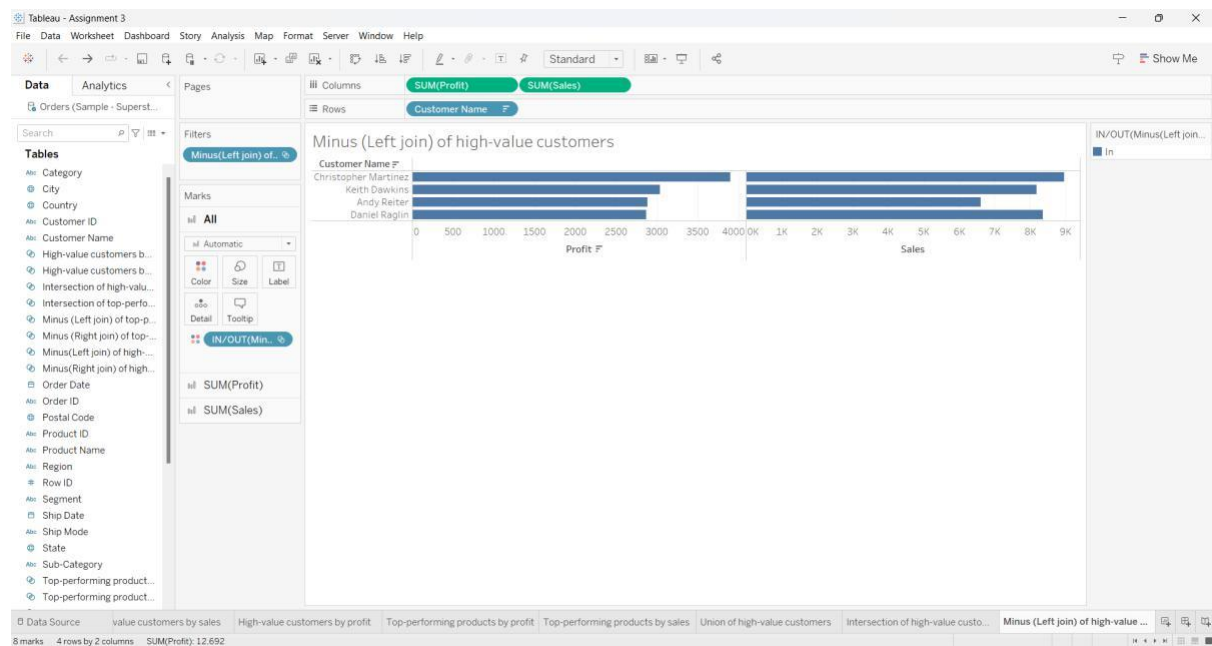 Tableau - Assignment 3
File Data Worksheet Dashboard Story Analysis Map Format Server Window Help
Standard
Show Me
Data Analytics
Orders (Sample - Superst...
Search
Tables
Abc Category
City
Country
Abc Customer ID
Abc Customer Name
High-value customers b...
High-value customers b...
Intersection of high-valu...
Intersection of top-perfo...
Minus (Left join) of top-p...
Minus (Right join) of top-...
Minus(Left join) of high-...
Minus(Right join) of high...
Order Date
Abc Order ID
Postal Code
Abc Product ID
Abc Product Name
Abc Region
# Row ID
Abc Segment
Ship Date
Abc Ship Mode
State
Abc Sub-Category
Top-performing product...
Top-performing product...
Pages
Filters
Minus(Left join) of..
Marks
All
Automatic
Color Size Label
Detail Tooltip
IN/OUT(Min..
SUM(Profit)
SUM(Sales)
Columns SUM(Profit) SUM(Sales)
Rows Customer Name
Minus (Left join) of high-value customers
Customer Name
Christopher Martinez
Keith Dawkins
Andy Reiter
Daniel Raglin
0 500 1000 1500 2000 2500 3000 3500 4000 0K 1K 2K 3K 4K 5K 6K 7K 8K 9K
Profit Sales
IN/OUT(Minus(Left join...
In
Data Source value customers by sales High-value customers by profit Top-performing products by profit Top-performing products by sales Union of high-value customers Intersection of high-value custo... Minus (Left join) of high-value ...
8 marks 4 rows by 2 columns SUM(Profit): 12,692